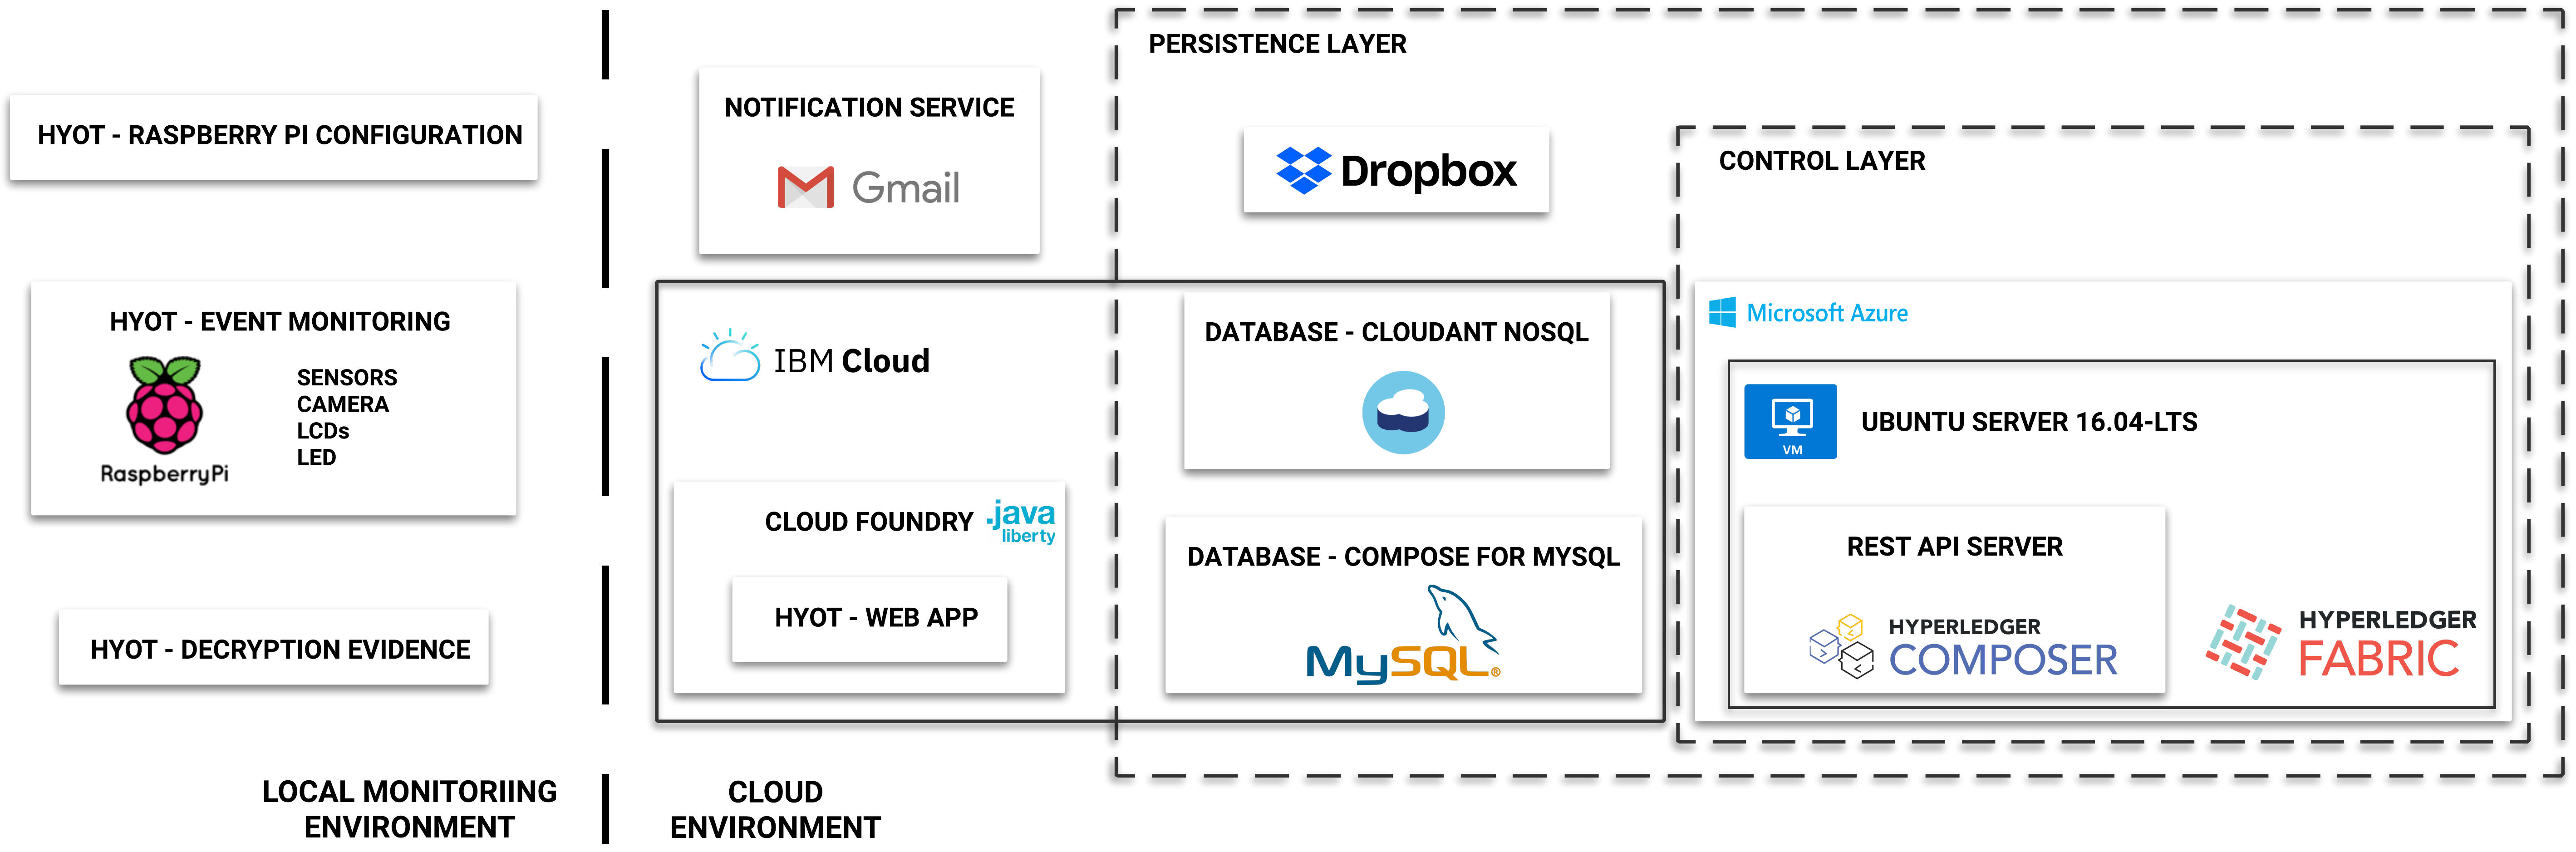 HYOT - RASPBERRY PI CONFIGURATION
HYOT - EVENT MONITORING
SENSORS
CAMERA
LCDs
LED
RaspberryPi
HYOT - DECRYPTION EVIDENCE
LOCAL MONITORIING
ENVIRONMENT
CLOUD
ENVIRONMENT
NOTIFICATION SERVICE
Gmail
IBM Cloud
CLOUD FOUNDRY
.java
liberty
HYOT - WEB APP
PERSISTENCE LAYER
Dropbox
DATABASE - CLOUDANT NOSQL
DATABASE - COMPOSE FOR MYSQL
MySQL®
CONTROL LAYER
Microsoft Azure
VM
UBUNTU SERVER 16.04-LTS
REST API SERVER
HYPERLEDGER
COMPOSER
HYPERLEDGER
FABRIC